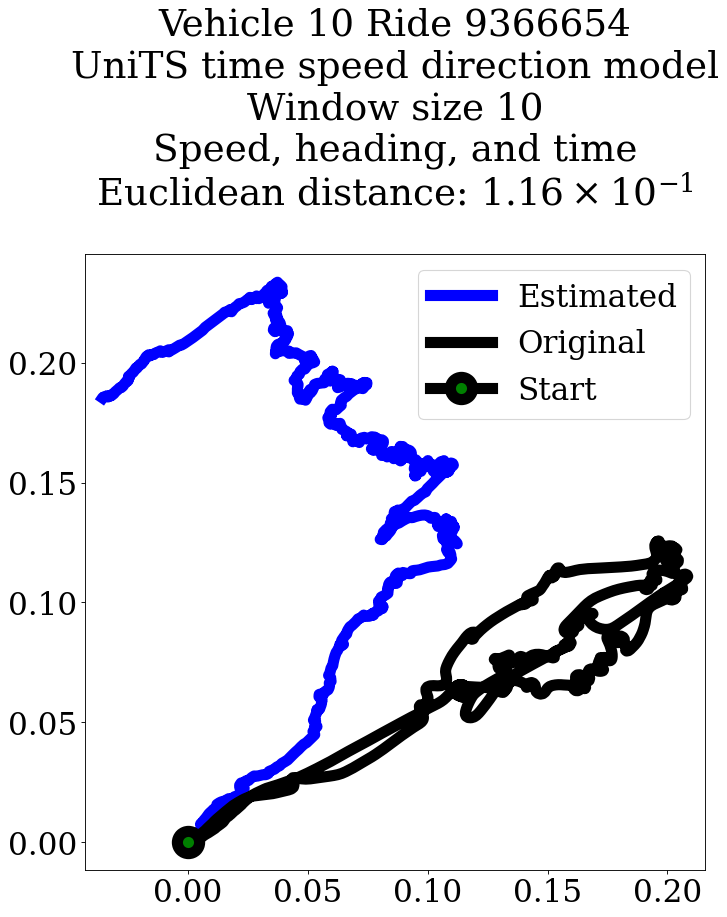 Vehicle 10 Ride 9366654
UniTS time speed direction model
Window size 10
Speed, heading, and time
Euclidean distance: $1.16 \times 10^{-1}$
Estimated
Original
Start
0.20
0.15
0.10
0.05
0.00
0.00 0.05 0.10 0.15 0.20